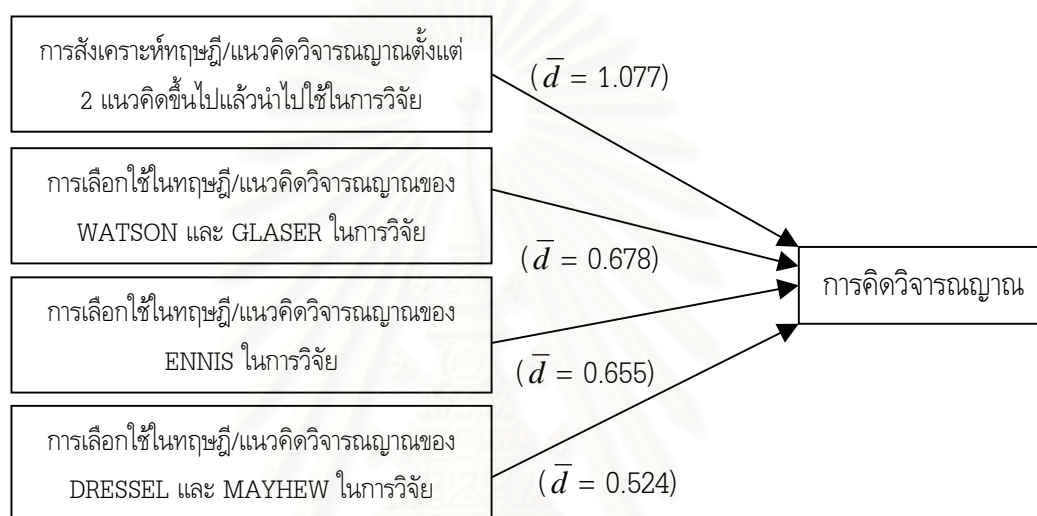 การสังเคราะห์ทฤษฎี/แนวคิดวิจารณญาณตั้งแต่
2 แนวคิดขึ้นไปแล้วนำไปใช้ในการวิจัย
(d̅ = 1.077)
การเลือกใช้ในทฤษฎี/แนวคิดวิจารณญาณของ
WATSON และ GLASER ในการวิจัย
(d̅ = 0.678)
การคิดวิจารณญาณ
การเลือกใช้ในทฤษฎี/แนวคิดวิจารณญาณของ
ENNIS ในการวิจัย
(d̅ = 0.655)
การเลือกใช้ในทฤษฎี/แนวคิดวิจารณญาณของ
DRESSEL และ MAYHEW ในการวิจัย
(d̅ = 0.524)